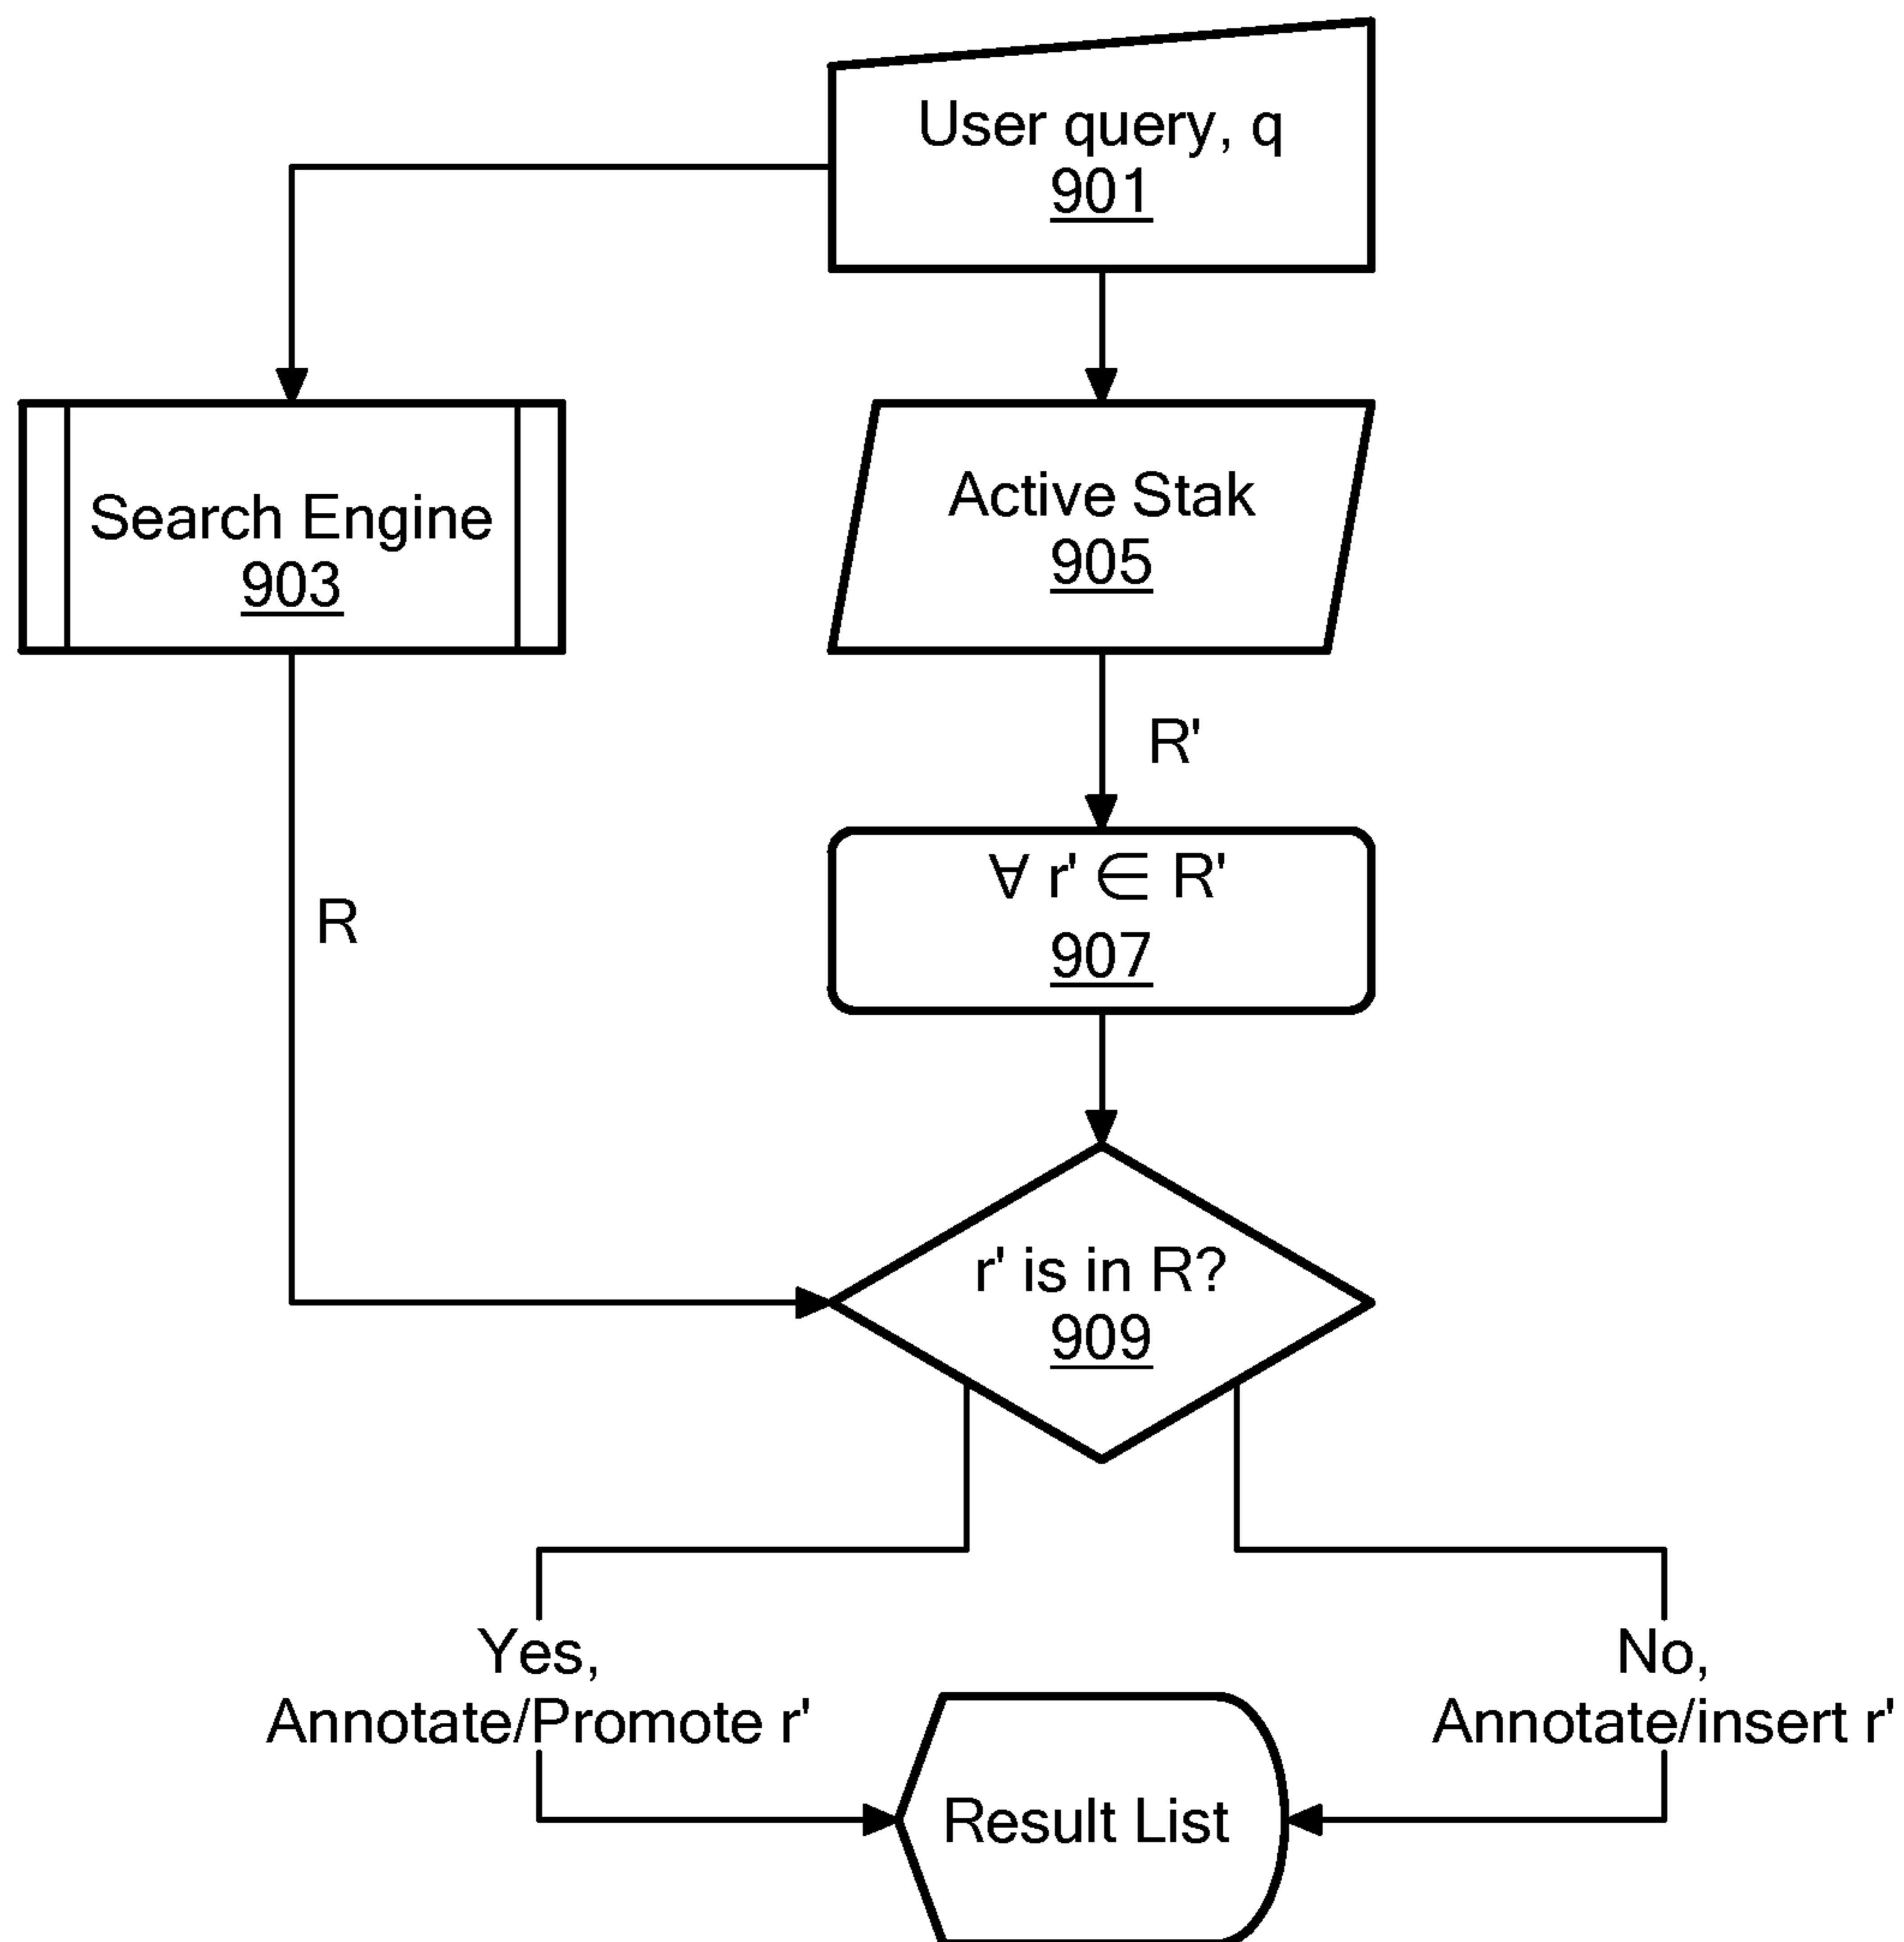 User query, q
901
Search Engine
903
Active Stak
905
R'
∀ r' ∈ R'
907
R
r' is in R?
909
Yes,
Annotate/Promote r'
No,
Annotate/insert r'
Result List